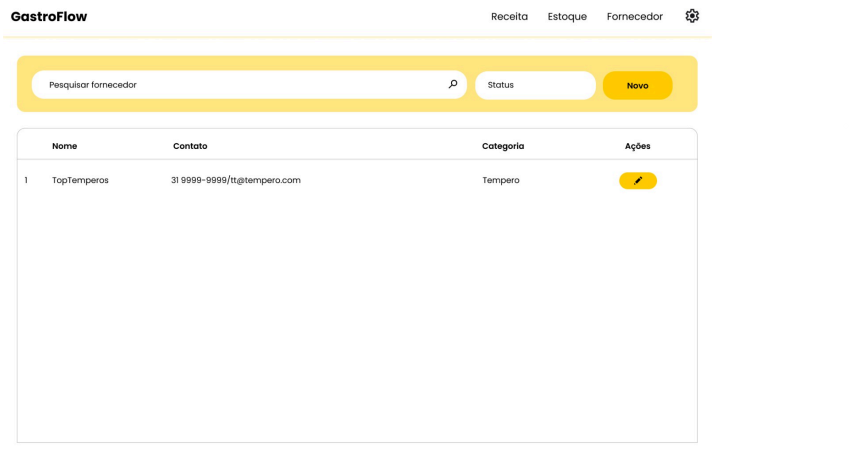 GastroFlow Receita Estoque Fornecedor
Pesquisar fornecedor Status Novo
Nome Contato Categoria Ações
1 TopTemperos 31 9999-9999/tt@tempero.com Tempero